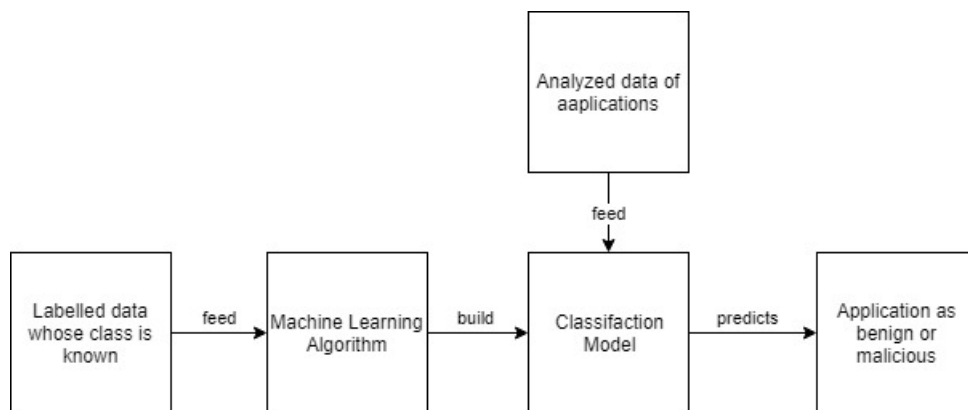 Analyzed data of
aaplications
feed
Labelled data
whose class is
known
feed
Machine Learning
Algorithm
build
Classifaction
Model
predicts
Application as
benign or
malicious